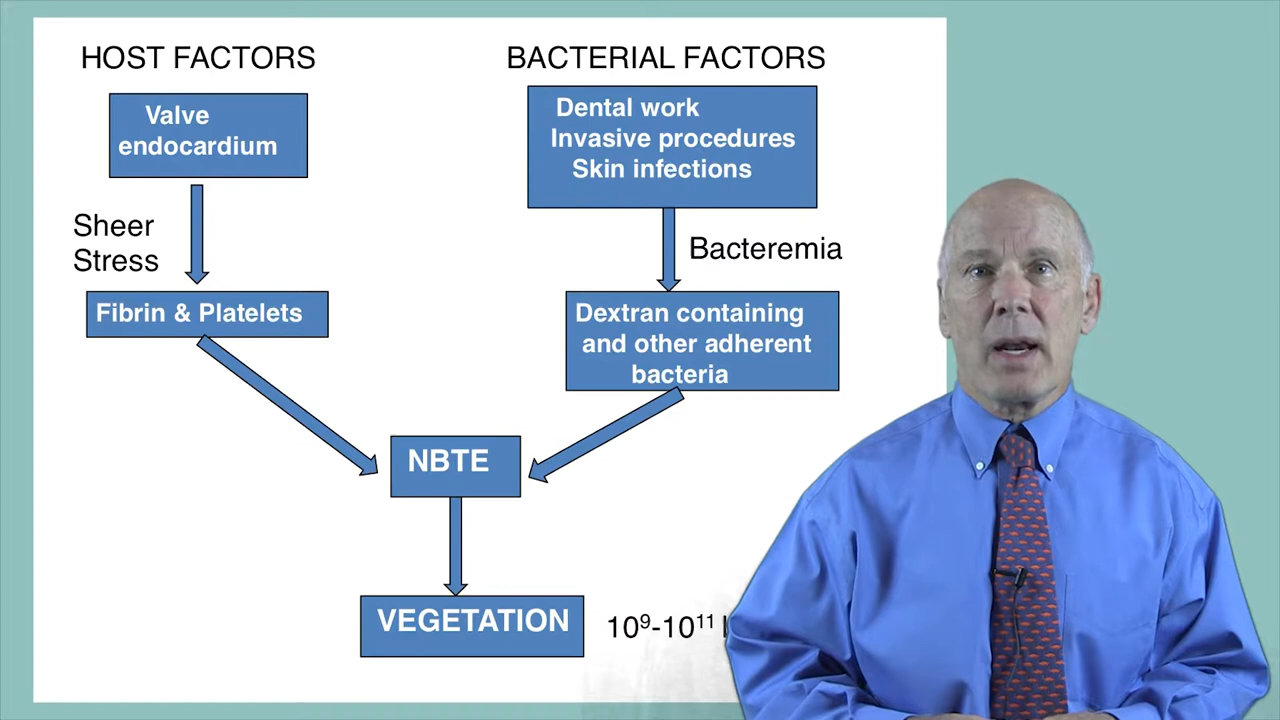 HOST FACTORS
Valve
endocardium
Sheer
Stress
Fibrin & Platelets
BACTERIAL FACTORS
Dental work
Invasive procedures
Skin infections
Bacteremia
Dextran containing
and other adherent
bacteria
NBTE
VEGETATION
10⁹-10¹¹